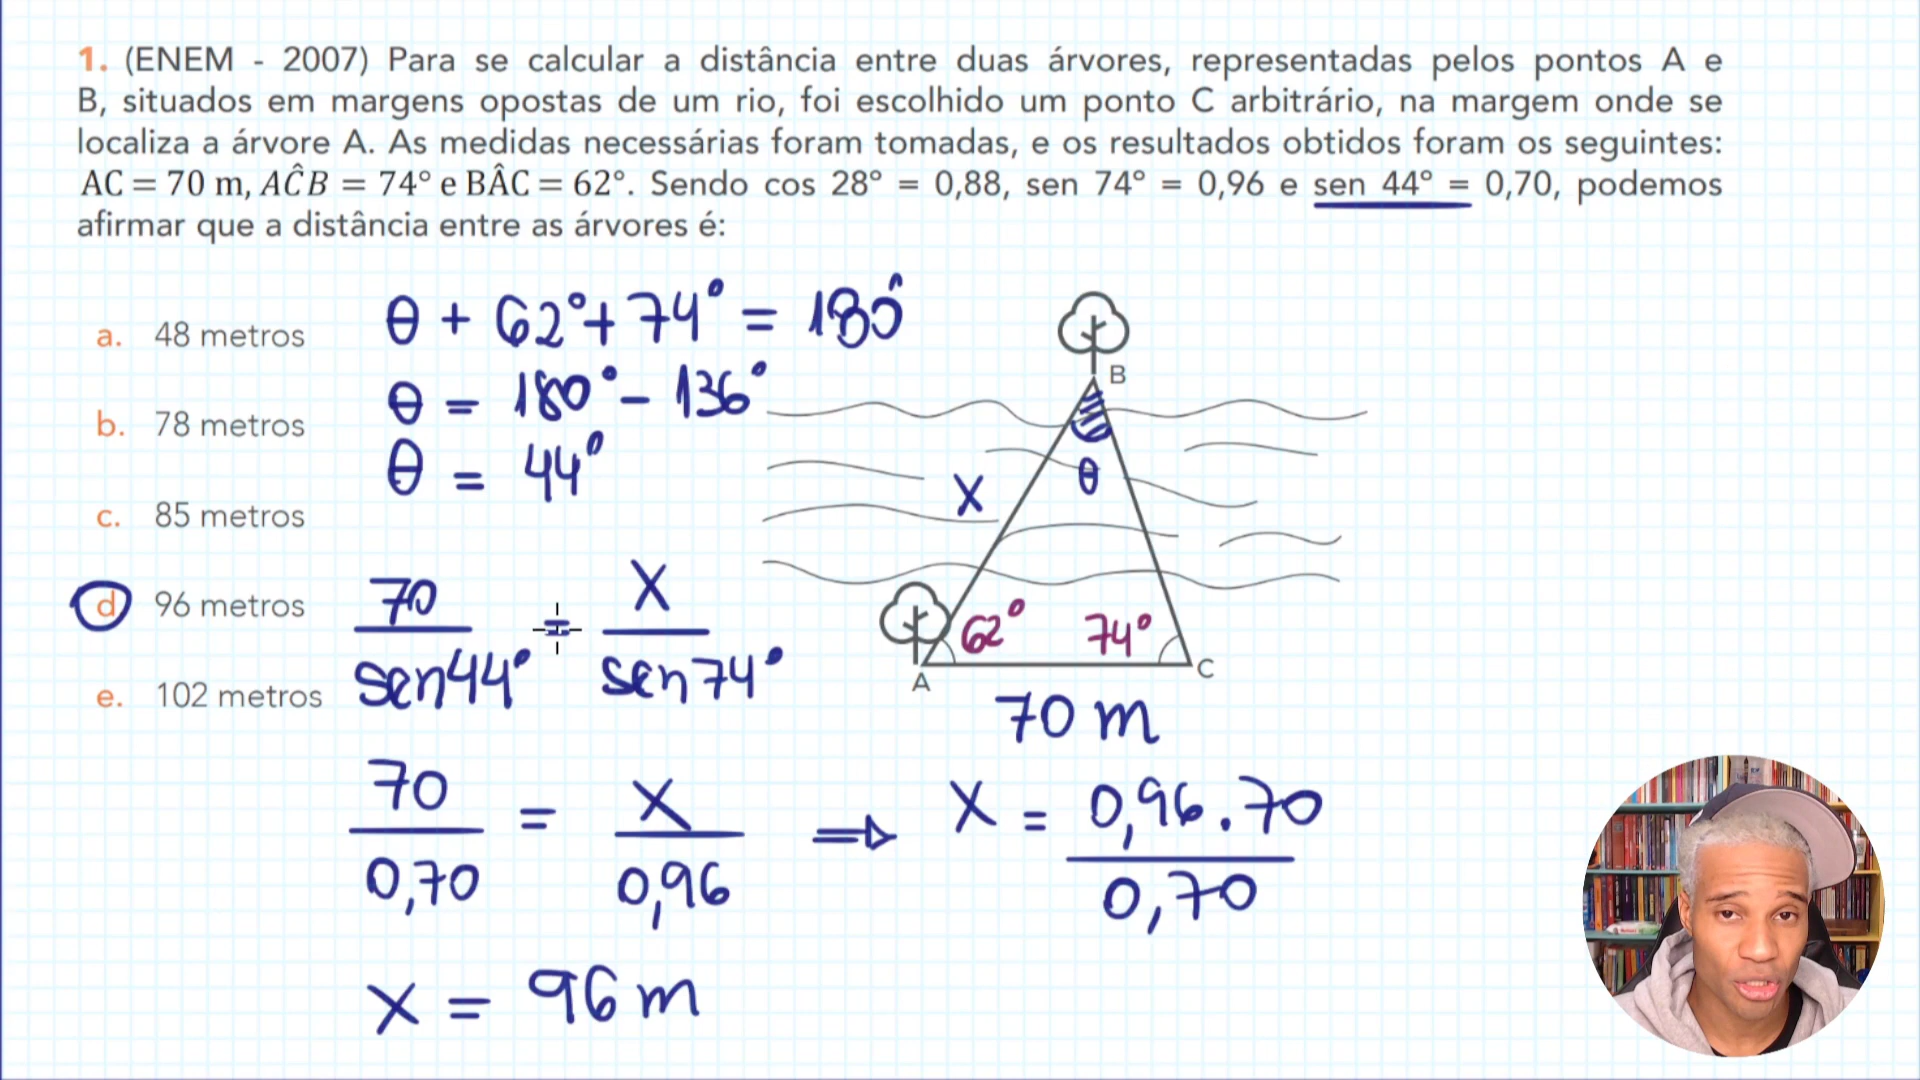 1. (ENEM - 2007) Para se calcular a distância entre duas árvores, representadas pelos pontos A e
B, situados em margens opostas de um rio, foi escolhido um ponto C arbitrário, na margem onde se
localiza a árvore A. As medidas necessárias foram tomadas, e os resultados obtidos foram os seguintes:
AC = 70 m, AĈB = 74° e BÂC = 62°. Sendo cos 28° = 0,88, sen 74° = 0,96 e sen 44° = 0,70, podemos
afirmar que a distância entre as árvores é:
a. 48 metros
b. 78 metros
c. 85 metros
d 96 metros
e. 102 metros
θ + 62° + 74° = 180°
θ = 180° - 136°
θ = 44°
70 / sen 44° = X / sen 74°
70 / 0,70 = X / 0,96 ⇒ X = 0,96 . 70 / 0,70
X = 96 m
B
θ
X
62° 74°
A C
70 m